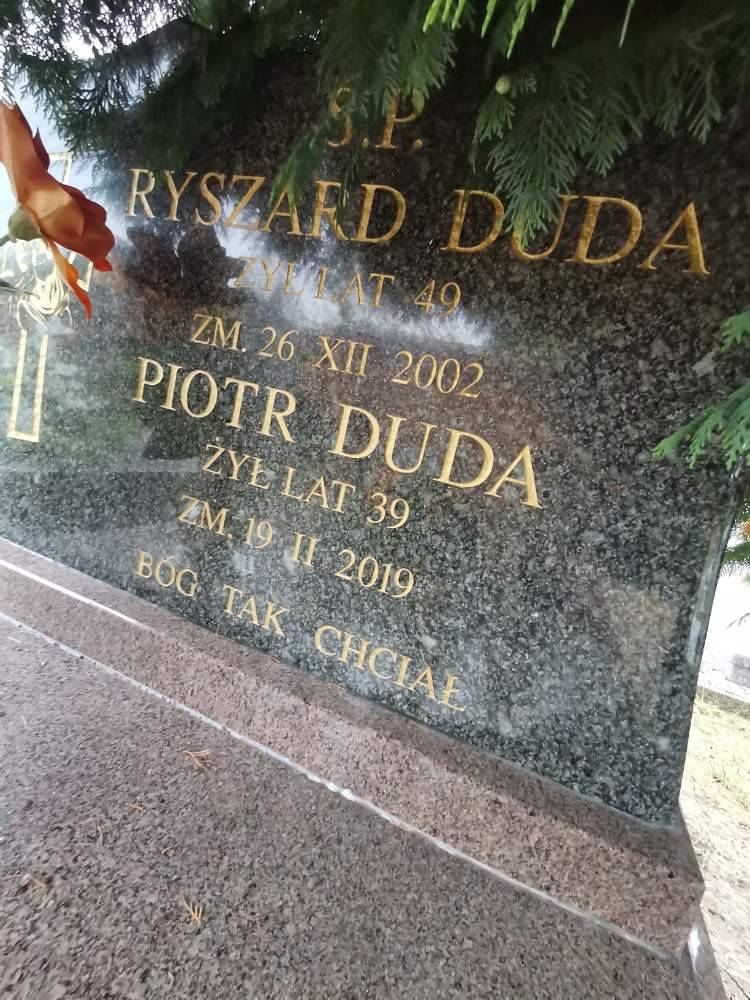 Ś.P.
RYSZARD DUDA
ŻYŁ LAT 49
ZM. 26 XII 2002
PIOTR DUDA
ŻYŁ LAT 39
ZM. 19 II 2019
BÓG TAK CHCIAŁ